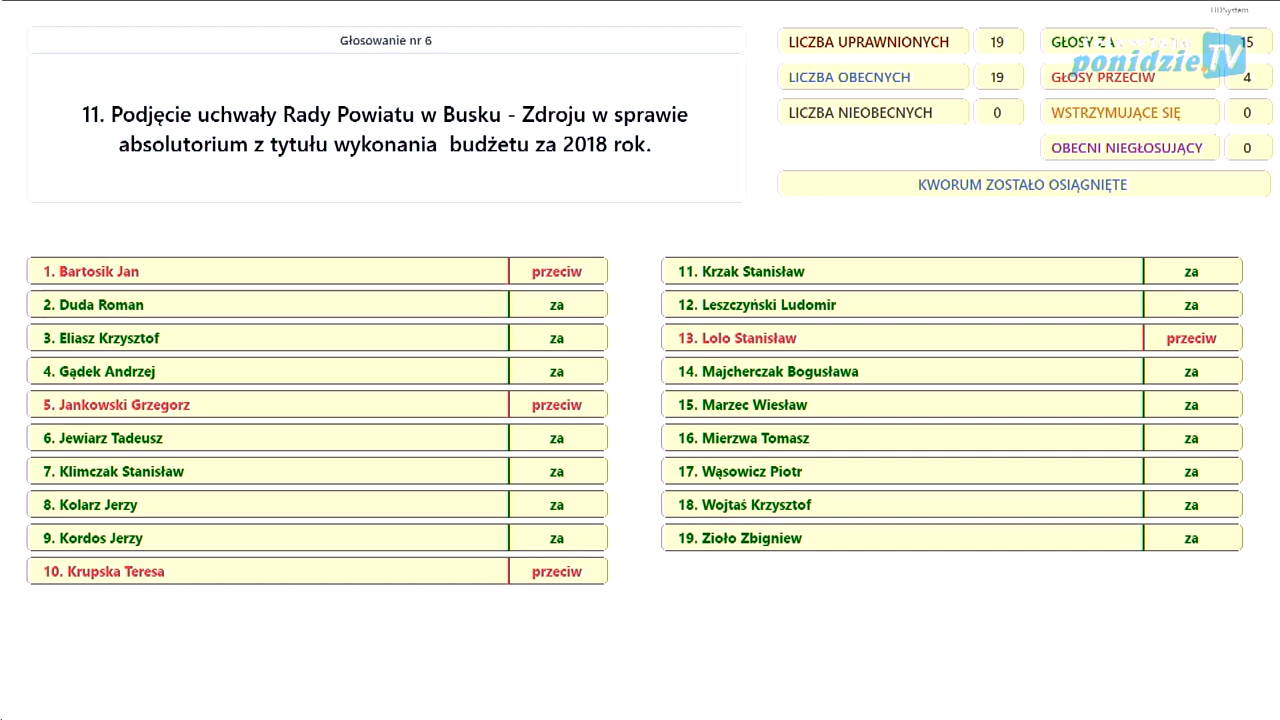 HDSystem
Głosowanie nr 6
11. Podjęcie uchwały Rady Powiatu w Busku - Zdroju w sprawie
absolutorium z tytułu wykonania budżetu za 2018 rok.
LICZBA UPRAWNIONYCH 19
LICZBA OBECNYCH 19
LICZBA NIEOBECNYCH 0
GŁOSY ZA 15
GŁOSY PRZECIW 4
WSTRZYMUJĄCE SIĘ 0
OBECNI NIEGŁOSUJĄCY 0
ponidzie.TV
KWORUM ZOSTAŁO OSIĄGNIĘTE
1. Bartosik Jan przeciw
2. Duda Roman za
3. Eliasz Krzysztof za
4. Gądek Andrzej za
5. Jankowski Grzegorz przeciw
6. Jewiarz Tadeusz za
7. Klimczak Stanisław za
8. Kolarz Jerzy za
9. Kordos Jerzy za
10. Krupska Teresa przeciw
11. Krzak Stanisław za
12. Leszczyński Ludomir za
13. Lolo Stanisław przeciw
14. Majcherczak Bogusława za
15. Marzec Wiesław za
16. Mierzwa Tomasz za
17. Wąsowicz Piotr za
18. Wojtaś Krzysztof za
19. Zioło Zbigniew za